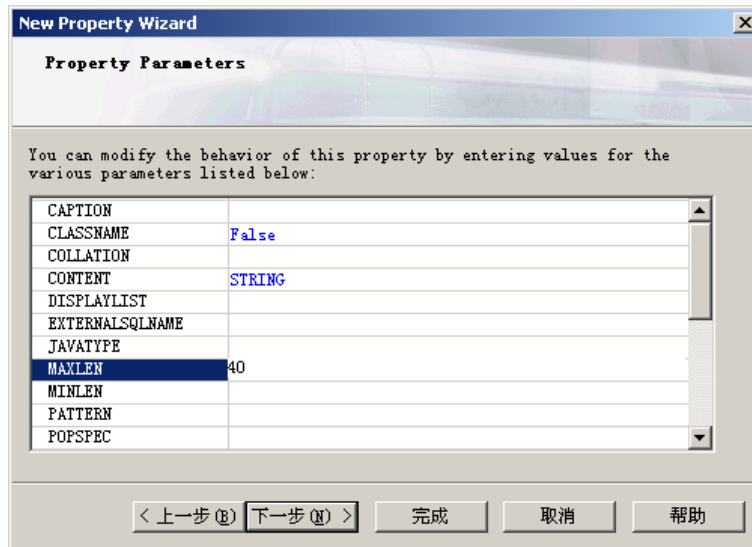 New Property Wizard
Property Parameters
You can modify the behavior of this property by entering values for the
various parameters listed below:
CAPTION
CLASSNAME False
COLLATION
CONTENT STRING
DISPLAYLIST
EXTERNALSQLNAME
JAVATYPE
MAXLEN 40
MINLEN
PATTERN
POPSPEC
< 上一步(B) 下一步(N) > 完成 取消 帮助